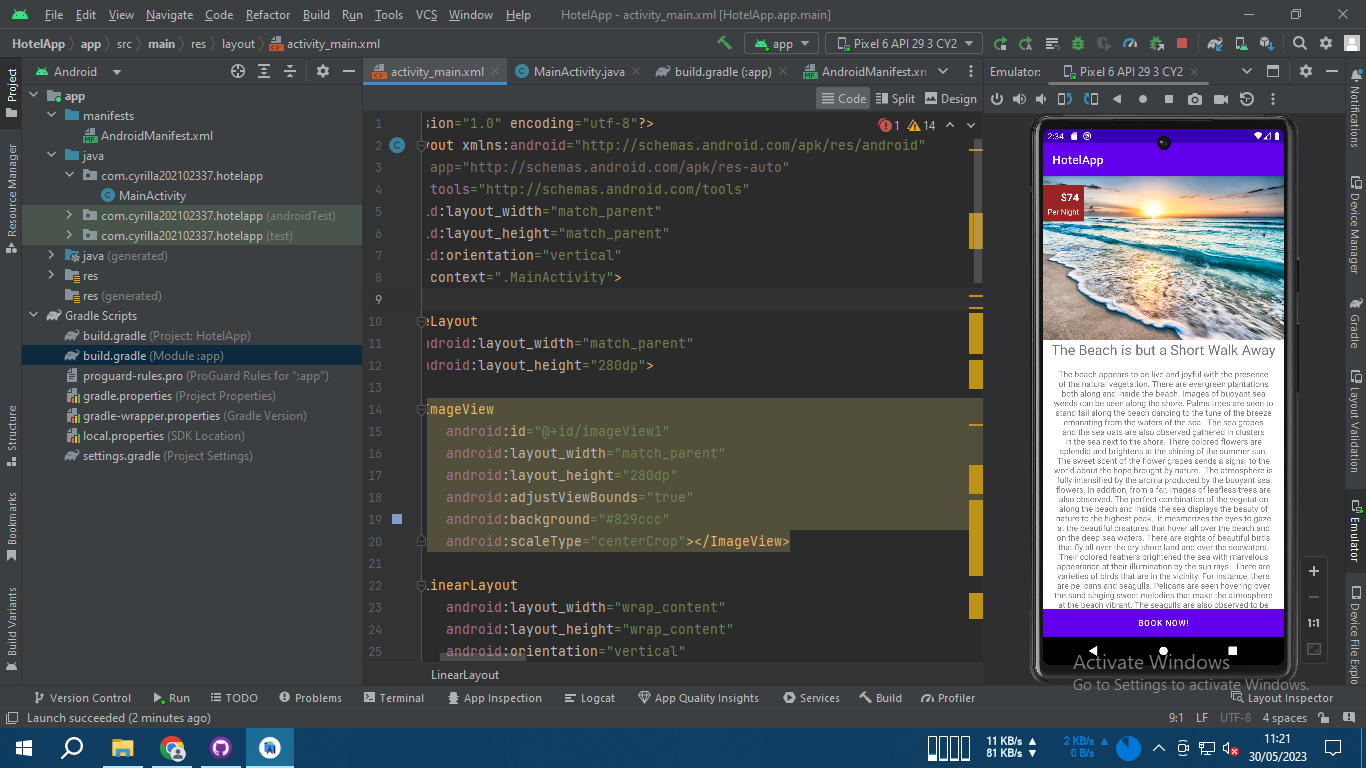 File Edit View Navigate Code Refactor Build Run Tools VCS Window Help HotelApp - activity_main.xml [HotelApp.app.main]
HotelApp app src main res layout activity_main.xml
app
Pixel 6 API 29 3 CY2
Project
Resource Manager
Structure
Bookmarks
Build Variants
Android
app
manifests
AndroidManifest.xml
java
com.cyrilla202102337.hotelapp
MainActivity
com.cyrilla202102337.hotelapp (androidTest)
com.cyrilla202102337.hotelapp (test)
java (generated)
res
res (generated)
Gradle Scripts
build.gradle (Project: HotelApp)
build.gradle (Module :app)
proguard-rules.pro (ProGuard Rules for ":app")
gradle.properties (Project Properties)
gradle-wrapper.properties (Gradle Version)
local.properties (SDK Location)
settings.gradle (Project Settings)
activity_main.xml MainActivity.java build.gradle (:app) AndroidManifest.xn
Code Split Design
1 14
1 sion="1.0" encoding="utf-8"?>
2 yout xmlns:android="http://schemas.android.com/apk/res/android"
3 app="http://schemas.android.com/apk/res-auto"
4 tools="http://schemas.android.com/tools"
5 id:layout_width="match_parent"
6 id:layout_height="match_parent"
7 id:orientation="vertical"
8 context=".MainActivity">
9
10 eLayout
11 android:layout_width="match_parent"
12 android:layout_height="280dp">
13
14 ImageView
15 android:id="@+id/imageView1"
16 android:layout_width="match_parent"
17 android:layout_height="280dp"
18 android:adjustViewBounds="true"
19 android:background="#829ccc"
20 android:scaleType="centerCrop"></ImageView>
21
22 LinearLayout
23 android:layout_width="wrap_content"
24 android:layout_height="wrap_content"
25 android:orientation="vertical"
LinearLayout
Emulator: Pixel 6 API 29 3 CY2
2:34
HotelApp
$74
Per Night
The Beach is but a Short Walk Away
The beach appears to be live and joyful with the presence
of the natural vegetation. There are evergreen plantations
both along and inside the beach. Images of buoyant sea
weeds can be seen along the shore. Palms trees are seen to
stand tall along the beach dancing to the tune of the breeze
emanating from the waters of the sea. The sea grapes
and the sea oats are also observed gathered in clusters
in the sea next to the shore. There colored flowers are
splendid and brightens at the shining of the summer sun.
The sweet scent of the flower grapes sends a signal to the
world about the hope brought by nature. The atmosphere is
fully intensified by the aroma produced by the buoyant sea
flowers. In addition, from a far, images of leafless trees are
also observed. The perfect combination of the vegetation
along the beach and inside the sea displays the beauty of
nature to the highest peak. It mesmerizes the eyes to gaze
at the beautiful creatures that hover all over the beach and
on the deep sea waters. There are sights of beautiful birds
that fly all over the dry shore land and over the seawaters.
Their colored feathers brightened the sea with marvelous
appearance at their illumination by the sun rays. There are
varieties of birds that are in the vicinity. For instance, there
are pelicans and seagulls. Pelicans are seen hovering over
the sand singing sweet melodies that make the atmosphere
at the beach vibrant. The seagulls are also observed to be
BOOK NOW!
1:1
Notifications
Device Manager
Gradle
Layout Validation
Emulator
Device File Explo
Activate Windows
Go to Settings to activate Windows.
Version Control Run TODO Problems Terminal App Inspection Logcat App Quality Insights Services Build Profiler Layout Inspector
Launch succeeded (2 minutes ago)
9:1 LF UTF-8 4 spaces
11 KB/s
81 KB/s
2 KB/s
0 B/s
11:21
30/05/2023